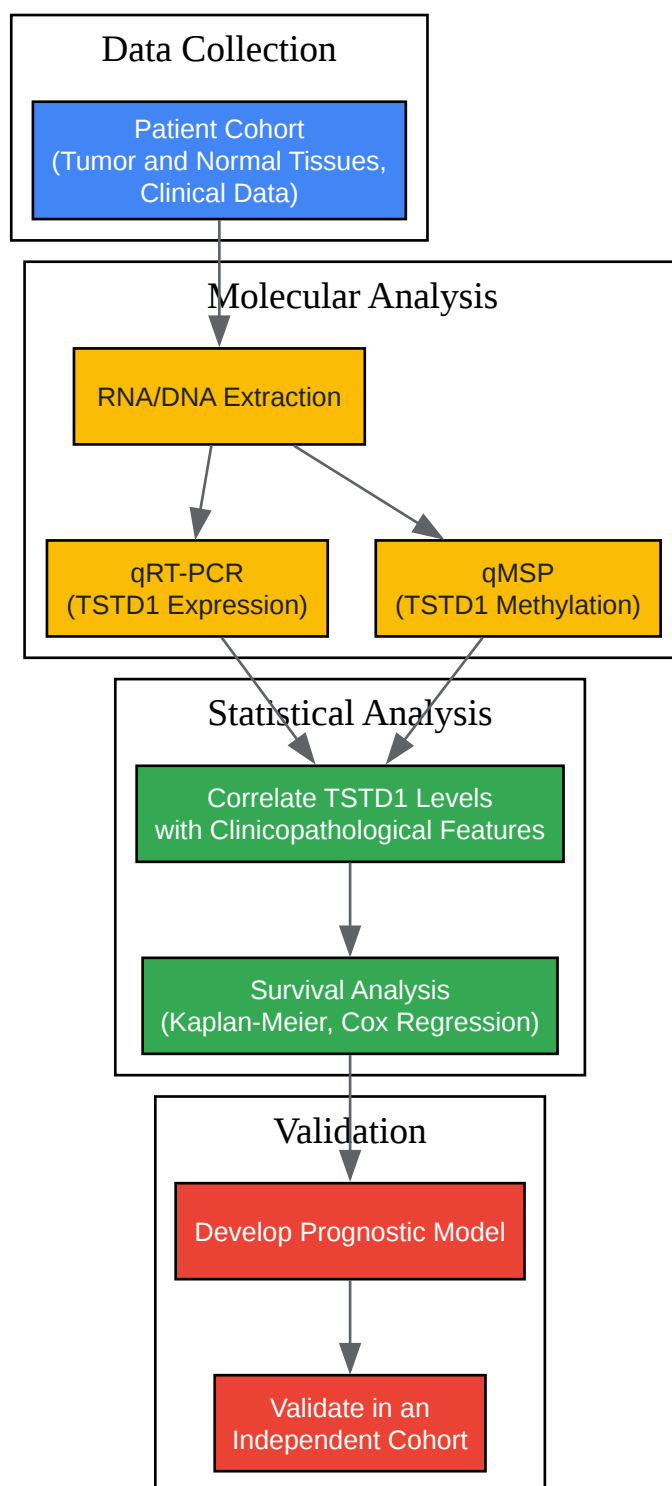 Data Collection
Patient Cohort
(Tumor and Normal Tissues,
Clinical Data)
Molecular Analysis
RNA/DNA Extraction
qRT-PCR
(TSTD1 Expression)
qMSP
(TSTD1 Methylation)
Statistical Analysis
Correlate TSTD1 Levels
with Clinicopathological Features
Survival Analysis
(Kaplan-Meier, Cox Regression)
Validation
Develop Prognostic Model
Validate in an
Independent Cohort